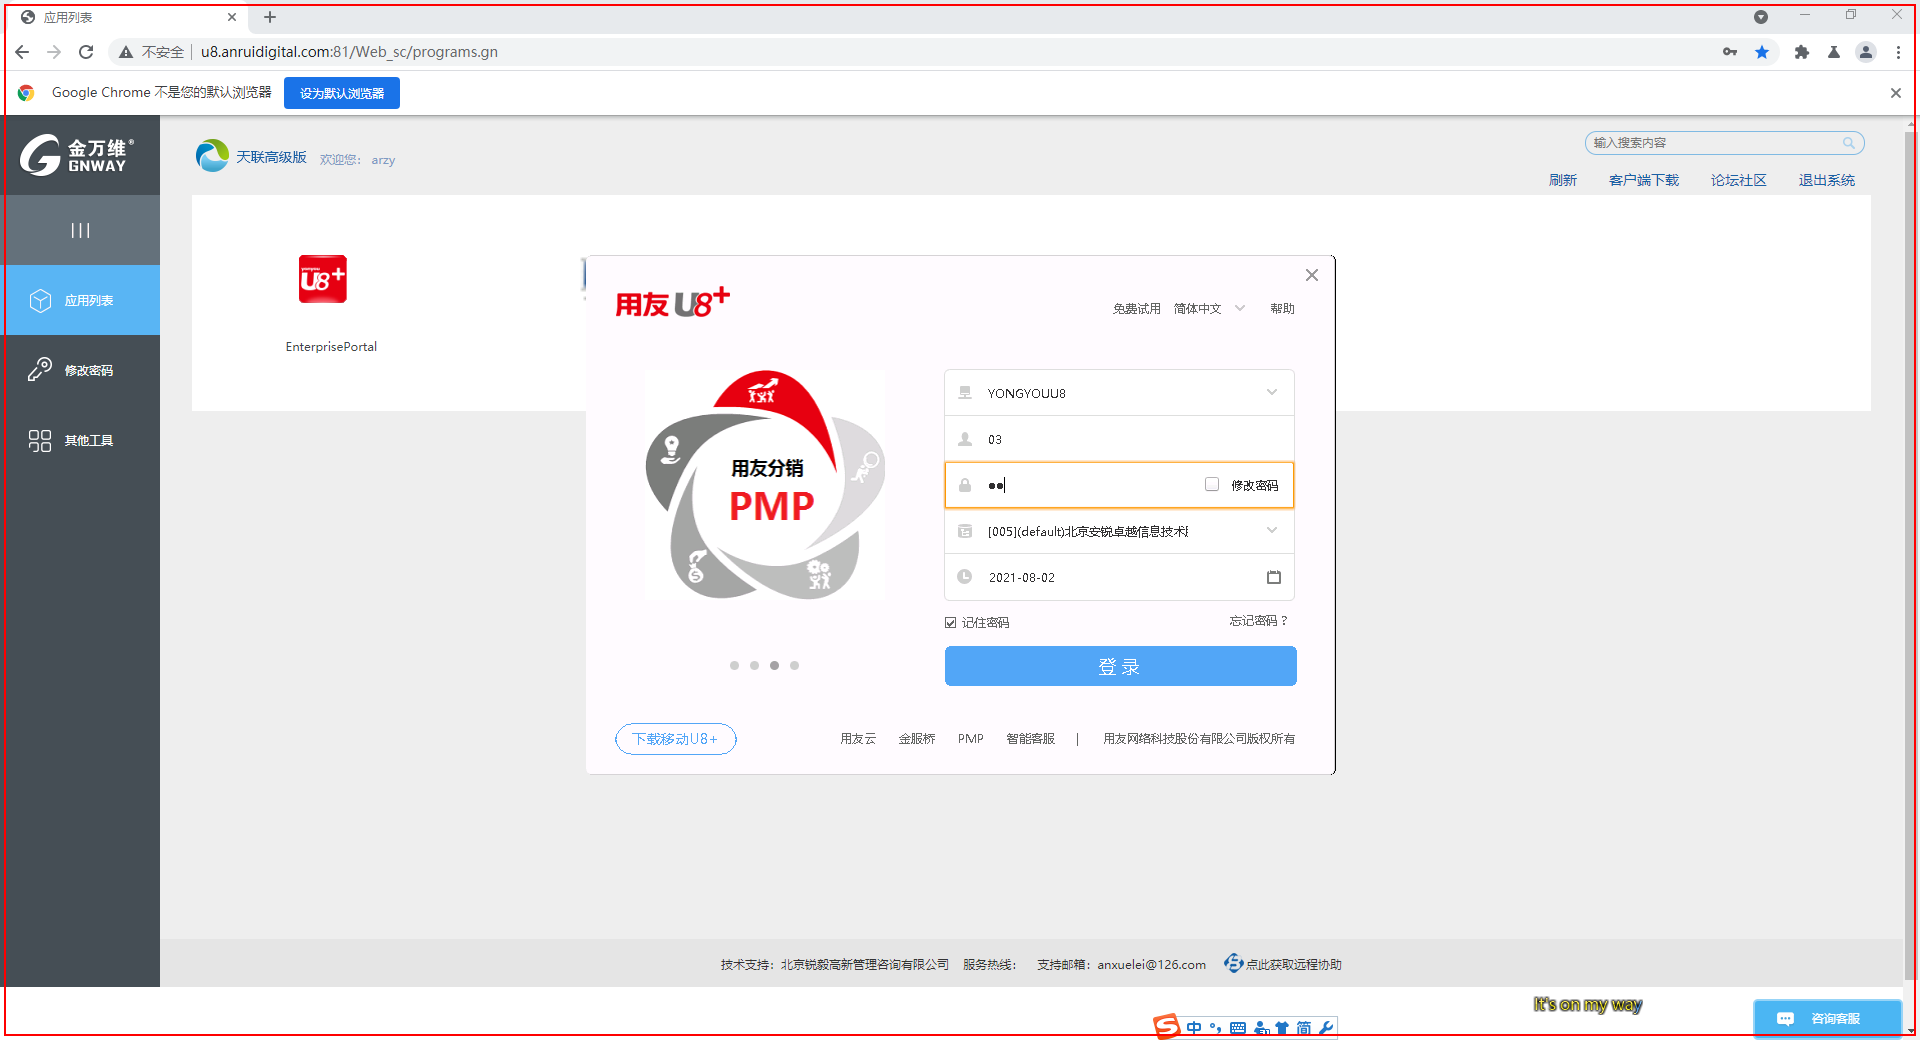 应用列表
不安全 u8.anruidigital.com:81/Web_sc/programs.gn
Google Chrome 不是您的默认浏览器 设为默认浏览器
金万维®
GNWAY
天联高级版 欢迎您: arzy
输入搜索内容
刷新 客户端下载 论坛社区 退出系统
应用列表
修改密码
其他工具
U8+
EnterprisePortal
用友 U8+
免费试用 简体中文 帮助
用友分销
PMP
YONGYOUU8
03
修改密码
[005](default)北京安锐卓越信息技术
2021-08-02
记住密码 忘记密码?
登录
下载移动U8+
用友云 金服桥 PMP 智能客服 | 用友网络科技股份有限公司版权所有
技术支持: 北京锐毅高新管理咨询有限公司 服务热线: 支持邮箱: anxuelei@126.com 点此获取远程协助
It's on my way
中 简
咨询客服